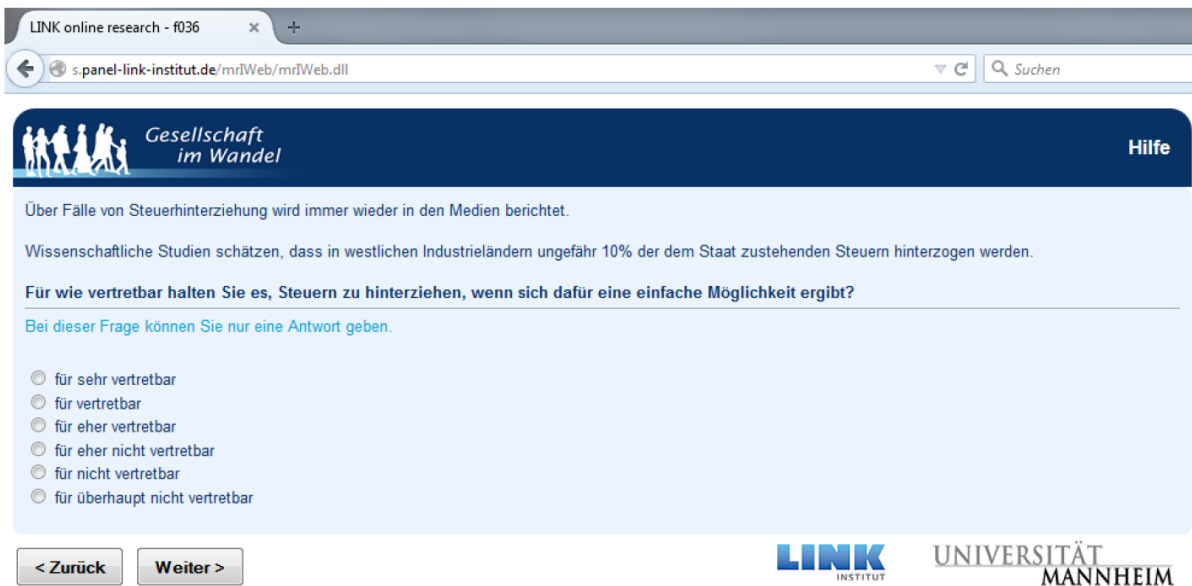 LINK online research - f036
s.panel-link-institut.de/mrIWeb/mrIWeb.dll
Suchen
Gesellschaft
im Wandel
Hilfe
Über Fälle von Steuerhinterziehung wird immer wieder in den Medien berichtet.
Wissenschaftliche Studien schätzen, dass in westlichen Industrieländern ungefähr 10% der dem Staat zustehenden Steuern hinterzogen werden.
Für wie vertretbar halten Sie es, Steuern zu hinterziehen, wenn sich dafür eine einfache Möglichkeit ergibt?
Bei dieser Frage können Sie nur eine Antwort geben.
für sehr vertretbar
für vertretbar
für eher vertretbar
für eher nicht vertretbar
für nicht vertretbar
für überhaupt nicht vertretbar
< Zurück
Weiter >
LINK
INSTITUT
UNIVERSITÄT
MANNHEIM